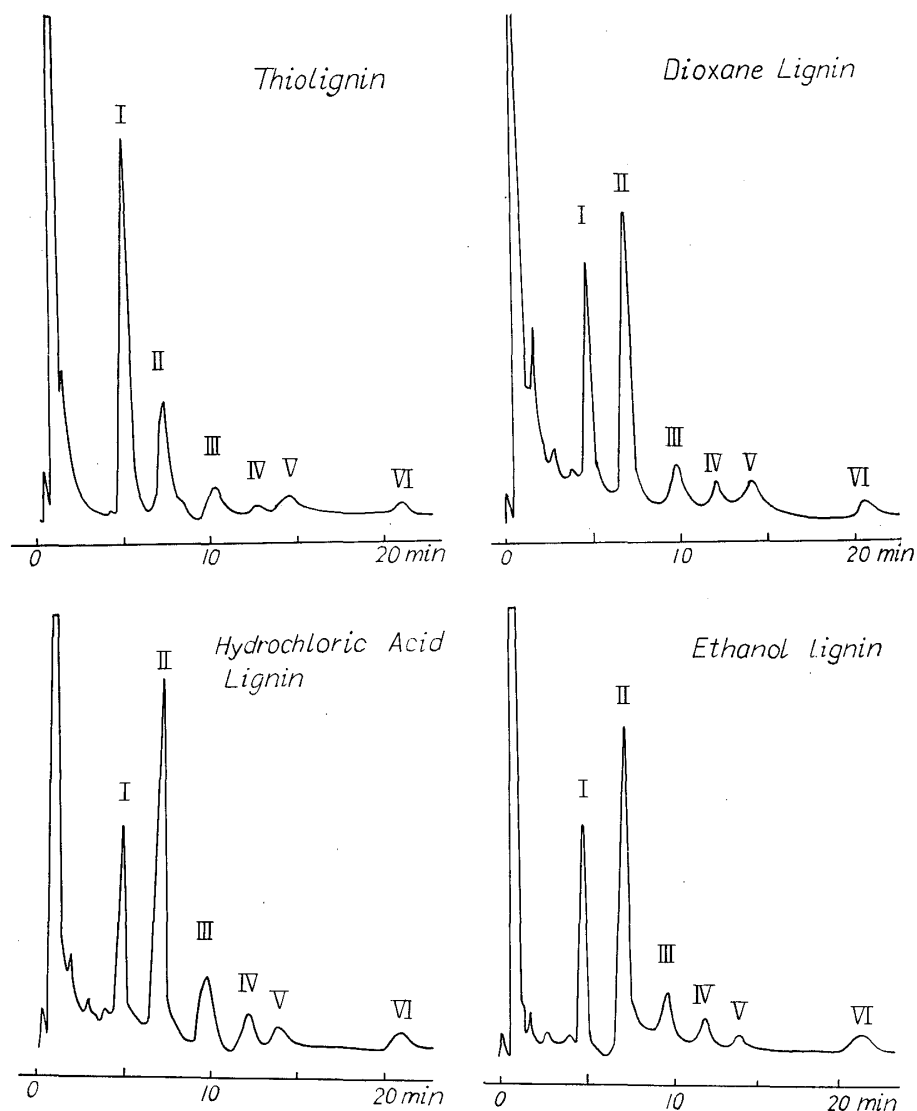 Thiolignin
I
II
III
IV
V
VI
0
10
20 min
Dioxane Lignin
I
II
III
IV
V
VI
0
10
20 min
Hydrochloric Acid
Lignin
I
II
III
IV
V
VI
0
10
20 min
Ethanol lignin
I
II
III
IV
V
VI
0
10
20 min